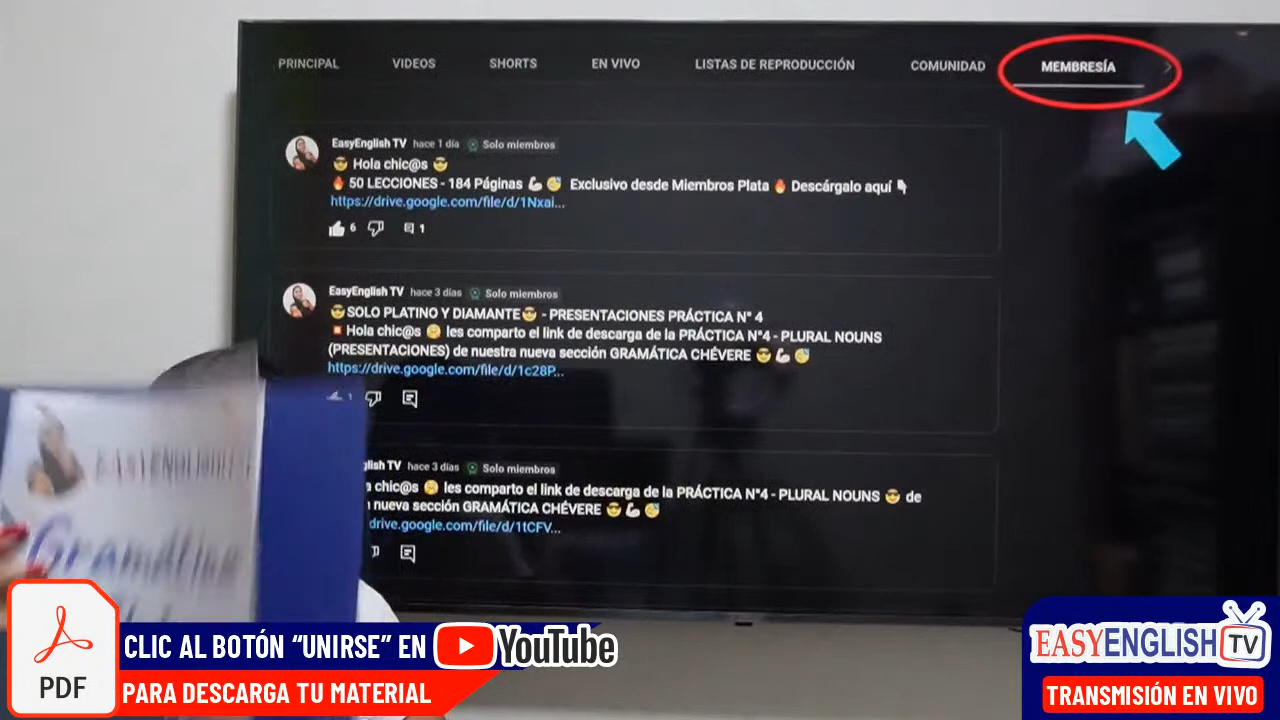 PRINCIPAL VIDEOS SHORTS EN VIVO LISTAS DE REPRODUCCIÓN COMUNIDAD MEMBRESÍA
EasyEnglish TV hace 1 día Solo miembros
😎 Hola chic@s 😎
🔥 50 LECCIONES - 184 Páginas 💪🏻 😴 Exclusivo desde Miembros Plata 🔥 Descárgalo aquí 👇🏻
https://drive.google.com/file/d/1Nxai...
6 1
EasyEnglish TV hace 3 días Solo miembros
😎SOLO PLATINO Y DIAMANTE😎 - PRESENTACIONES PRÁCTICA N° 4
Hola chic@s les comparto el link de descarga de la PRÁCTICA N°4 - PLURAL NOUNS
(PRESENTACIONES) de nuestra nueva sección GRAMÁTICA CHÉVERE 😎💪🏻😴
https://drive.google.com/file/d/1c28P...
1
glish TV hace 3 días Solo miembros
chic@s les comparto el link de descarga de la PRÁCTICA N°4 - PLURAL NOUNS 😎 de
nueva sección GRAMÁTICA CHÉVERE 😎💪🏻😴
drive.google.com/file/d/1tCFV...
EASYENGLISH
Gramática
PDF
CLIC AL BOTÓN “UNIRSE” EN YouTube
PARA DESCARGA TU MATERIAL
EASYENGLISH TV
TRANSMISIÓN EN VIVO